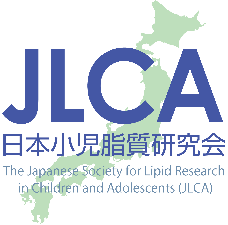 JLCA
日本小児脂質研究会
The Japanese Society for Lipid Research
in Children and Adolescents (JLCA)